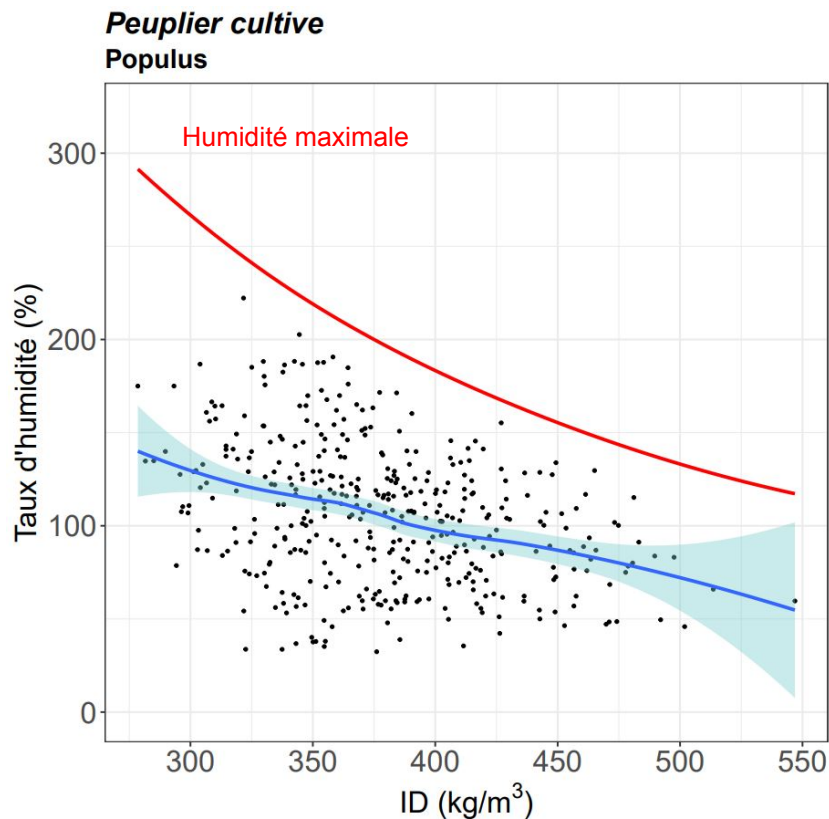 Peuplier cultive
Populus
Humidité maximale
300
200
100
0
Taux d'humidité (%)
300 350 400 450 500 550
ID (kg/m³)